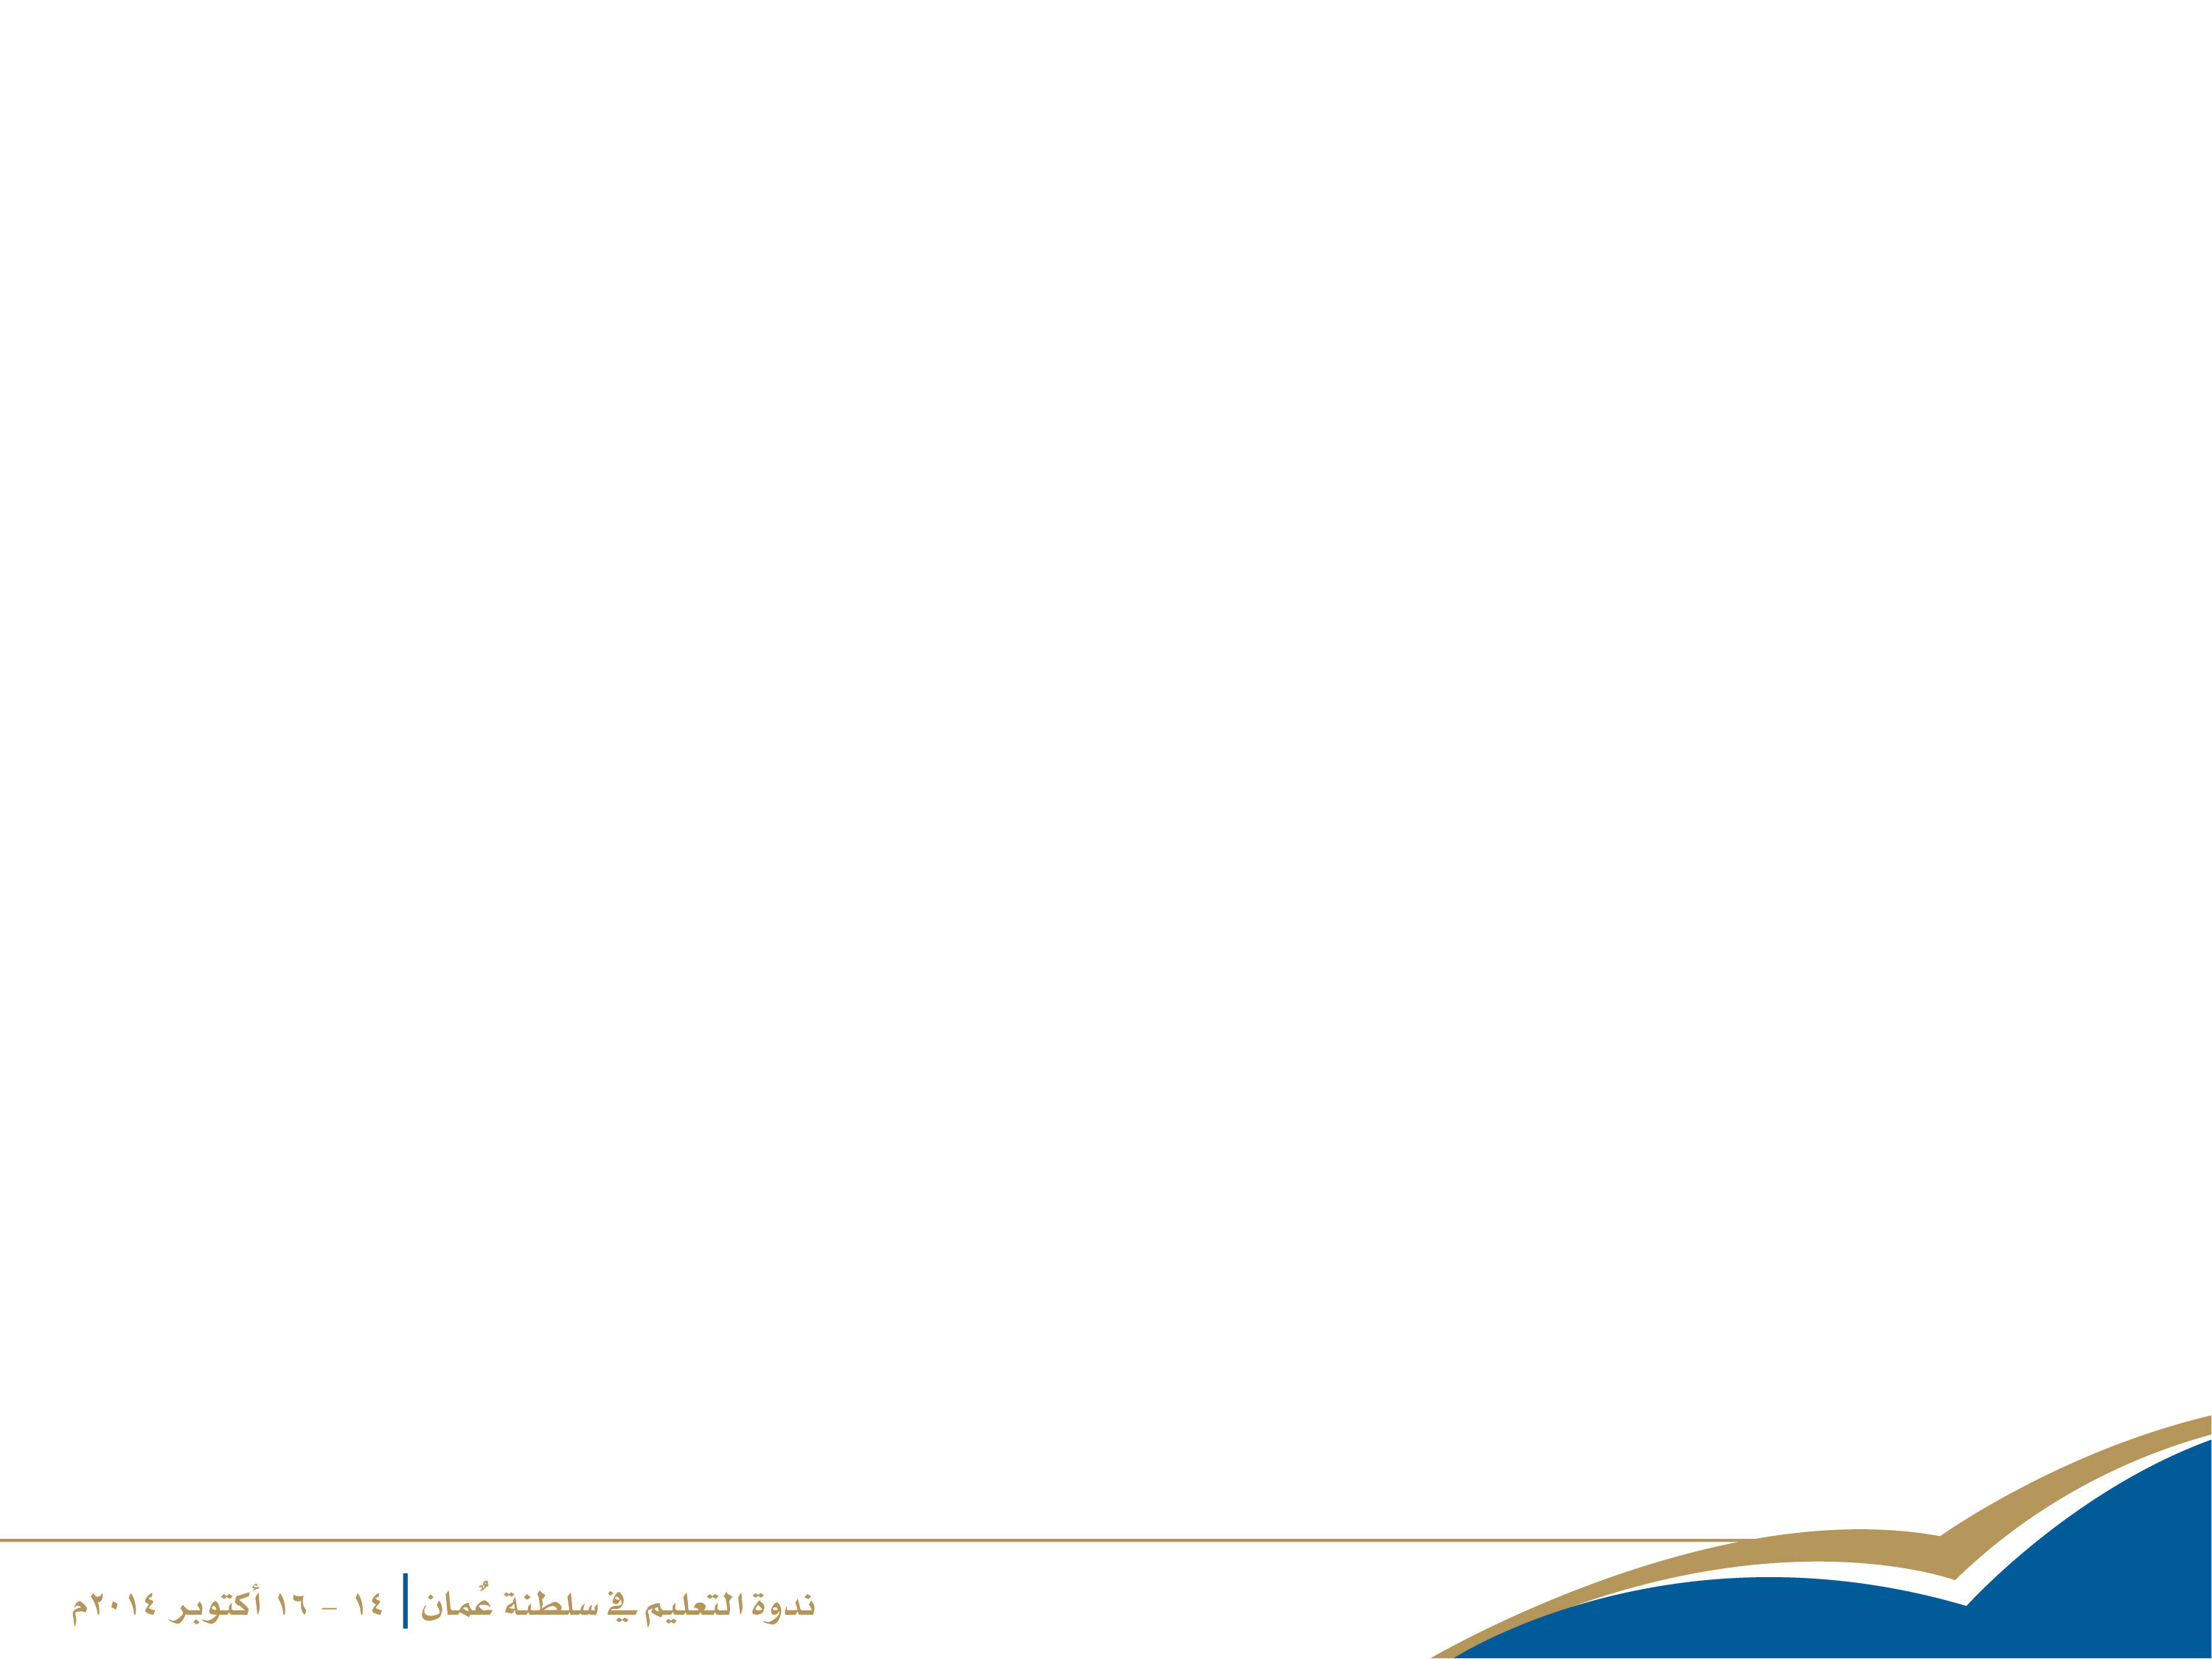 ندوة التعليم في سلطنة عُمان | ١٤ – ١٦ أكتوبر ٢٠١٤م